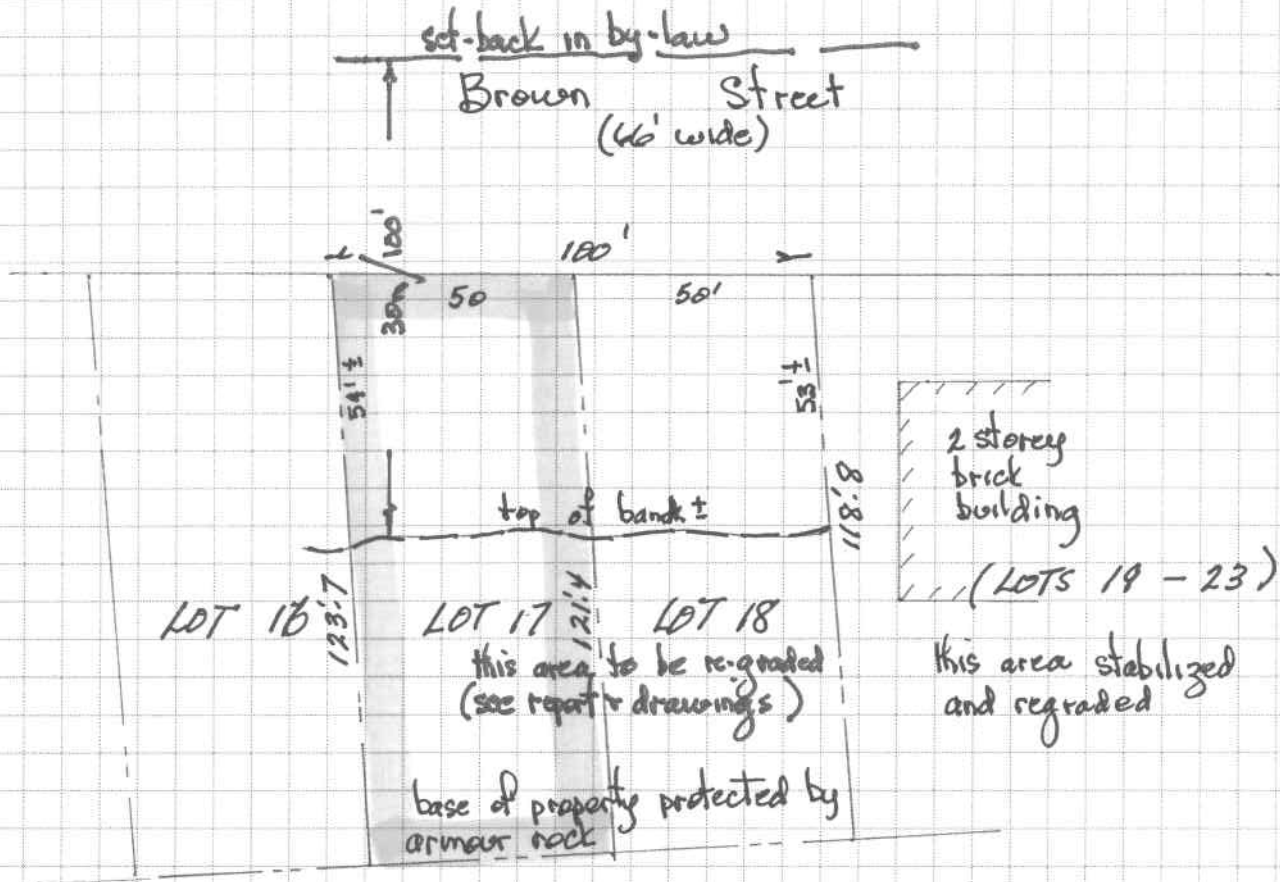 set-back in by-law
Brown Street
(66' wide)
100'
30m 100'
50
50'
54' ±
53' ±
2 storey
brick
building
top of bank ±
118'.8
(LOTS 19 - 23)
LOT 16
123'.7
LOT 17
121'.4
LOT 18
this area to be re-graded
(see report + drawings)
this area stabilized
and regraded
base of property protected by
armour rock